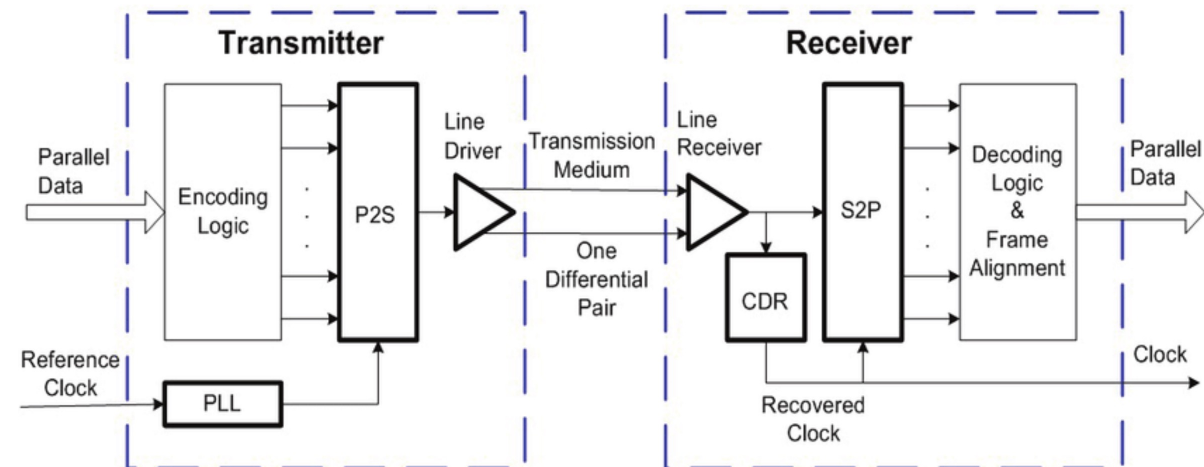 Transmitter
Receiver
Parallel
Data
Encoding
Logic
P2S
Line
Driver
Transmission
Medium
One
Differential
Pair
Reference
Clock
PLL
Line
Receiver
CDR
S2P
Decoding
Logic
&
Frame
Alignment
Parallel
Data
Recovered
Clock
Clock